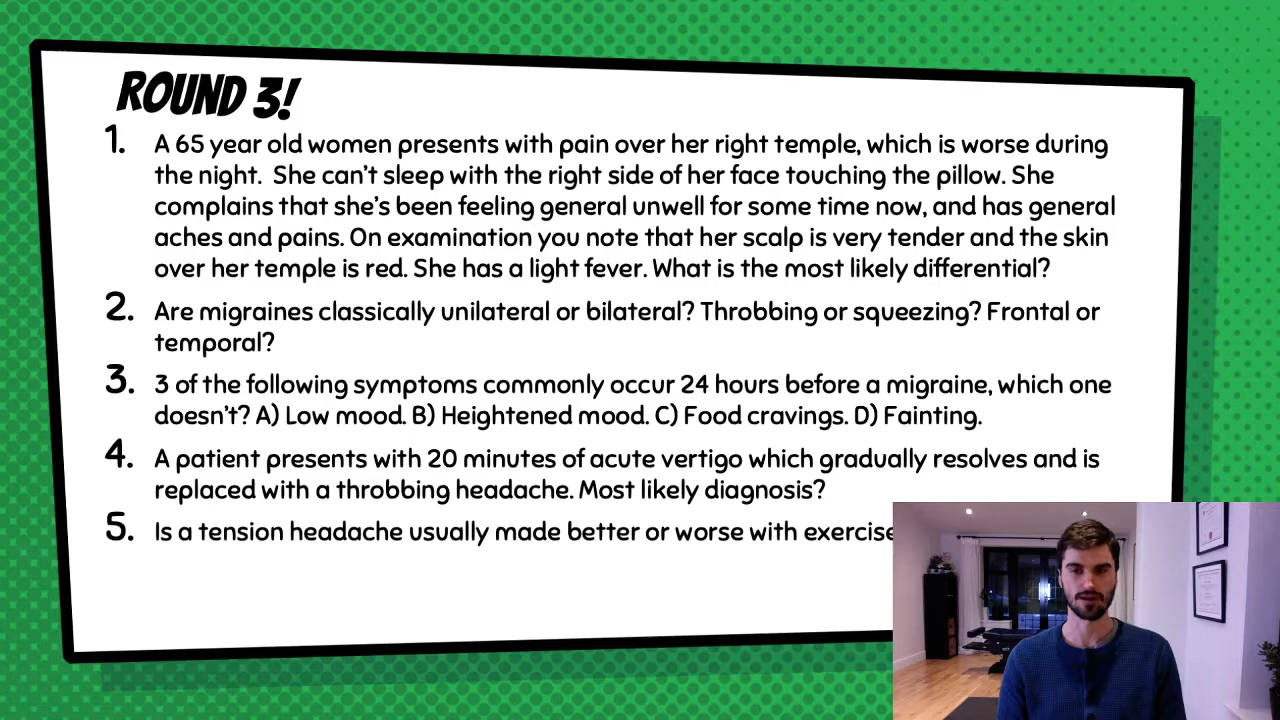 ROUND 3!
1. A 65 year old women presents with pain over her right temple, which is worse during
the night.  She can't sleep with the right side of her face touching the pillow. She
complains that she's been feeling general unwell for some time now, and has general
aches and pains. On examination you note that her scalp is very tender and the skin
over her temple is red. She has a light fever. What is the most likely differential?
2. Are migraines classically unilateral or bilateral? Throbbing or squeezing? Frontal or
temporal?
3. 3 of the following symptoms commonly occur 24 hours before a migraine, which one
doesn't? A) Low mood. B) Heightened mood. C) Food cravings. D) Fainting.
4. A patient presents with 20 minutes of acute vertigo which gradually resolves and is
replaced with a throbbing headache. Most likely diagnosis?
5. Is a tension headache usually made better or worse with exercise